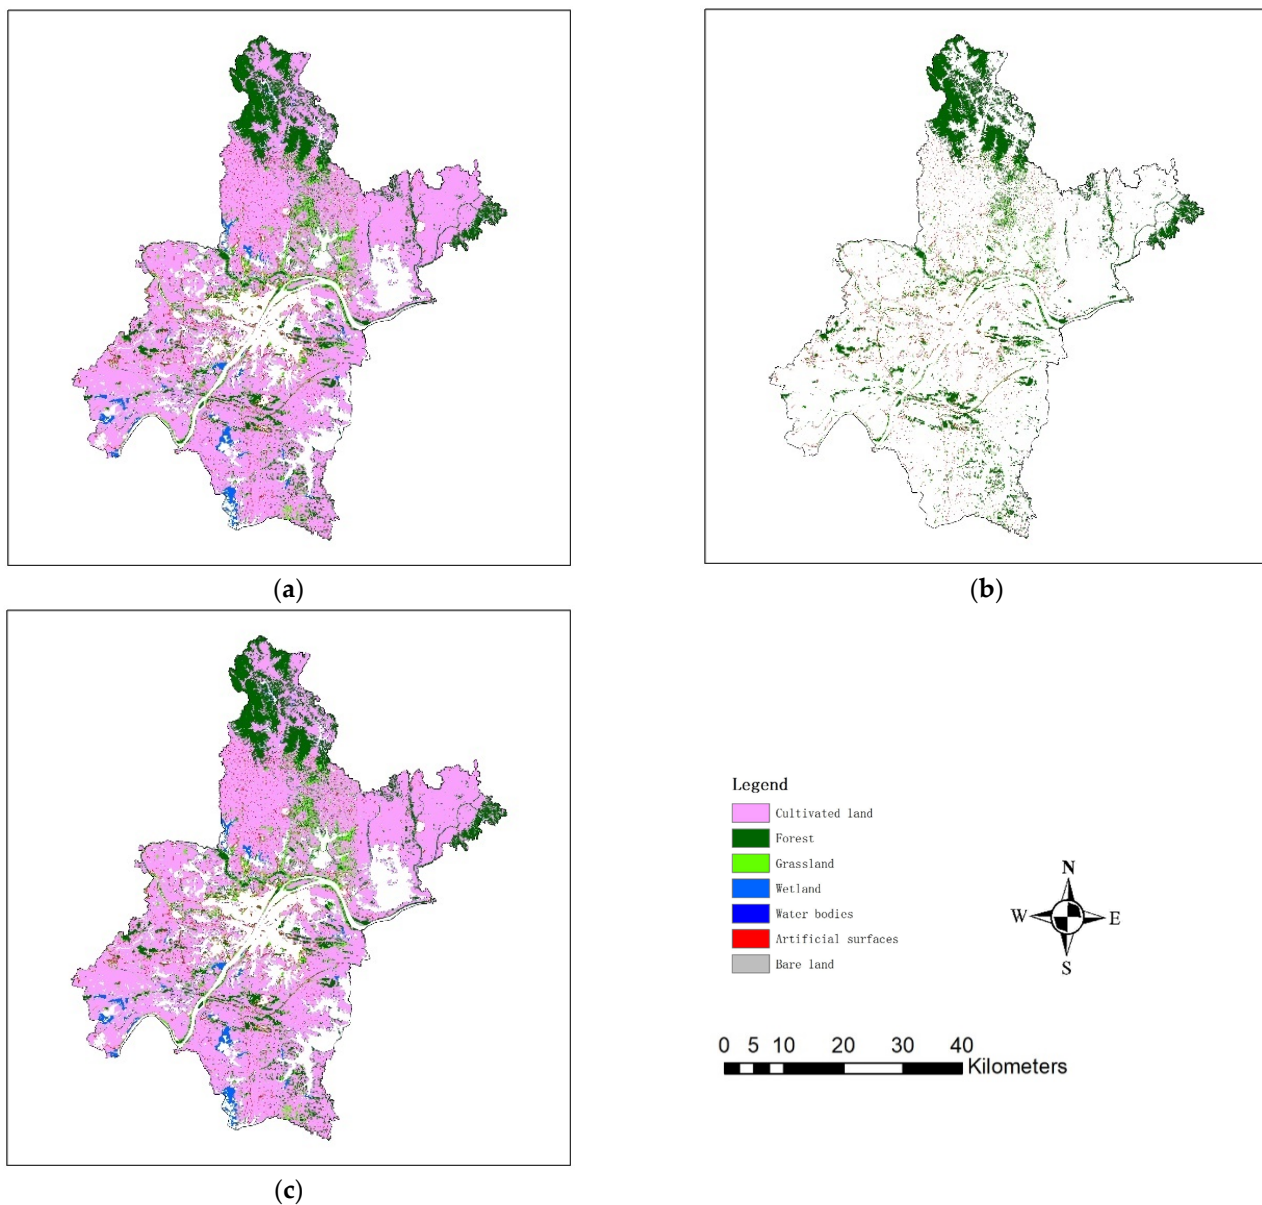 (a)
(b)
(c)
Legend
Cultivated land
Forest
Grassland
Wetland
Water bodies
Artificial surfaces
Bare land
N
W E
S
0 5 10 20 30 40
Kilometers